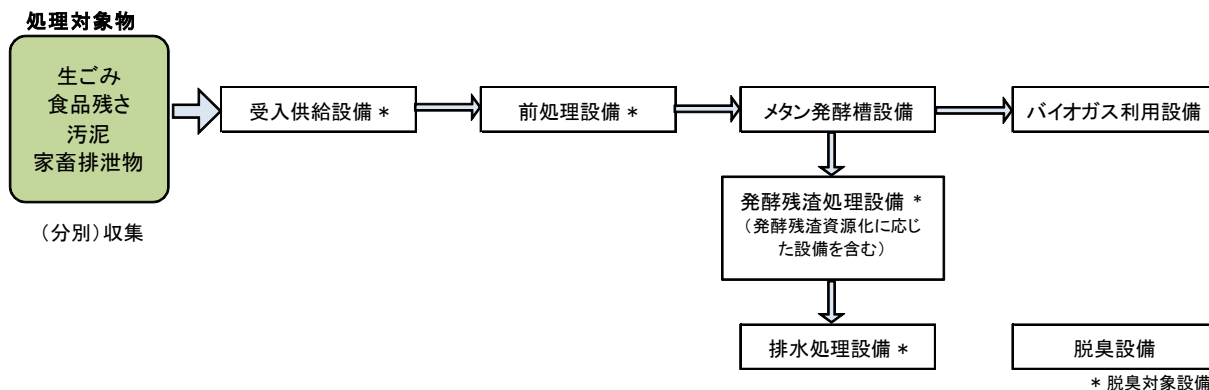 処理対象物
生ごみ
食品残さ
汚泥
家畜排泄物
（分別）収集
受入供給設備 *
前処理設備 *
メタン発酵槽設備
バイオガス利用設備
発酵残渣処理設備 *
（発酵残渣資源化に応じ
た設備を含む）
排水処理設備 *
脱臭設備
* 脱臭対象設備